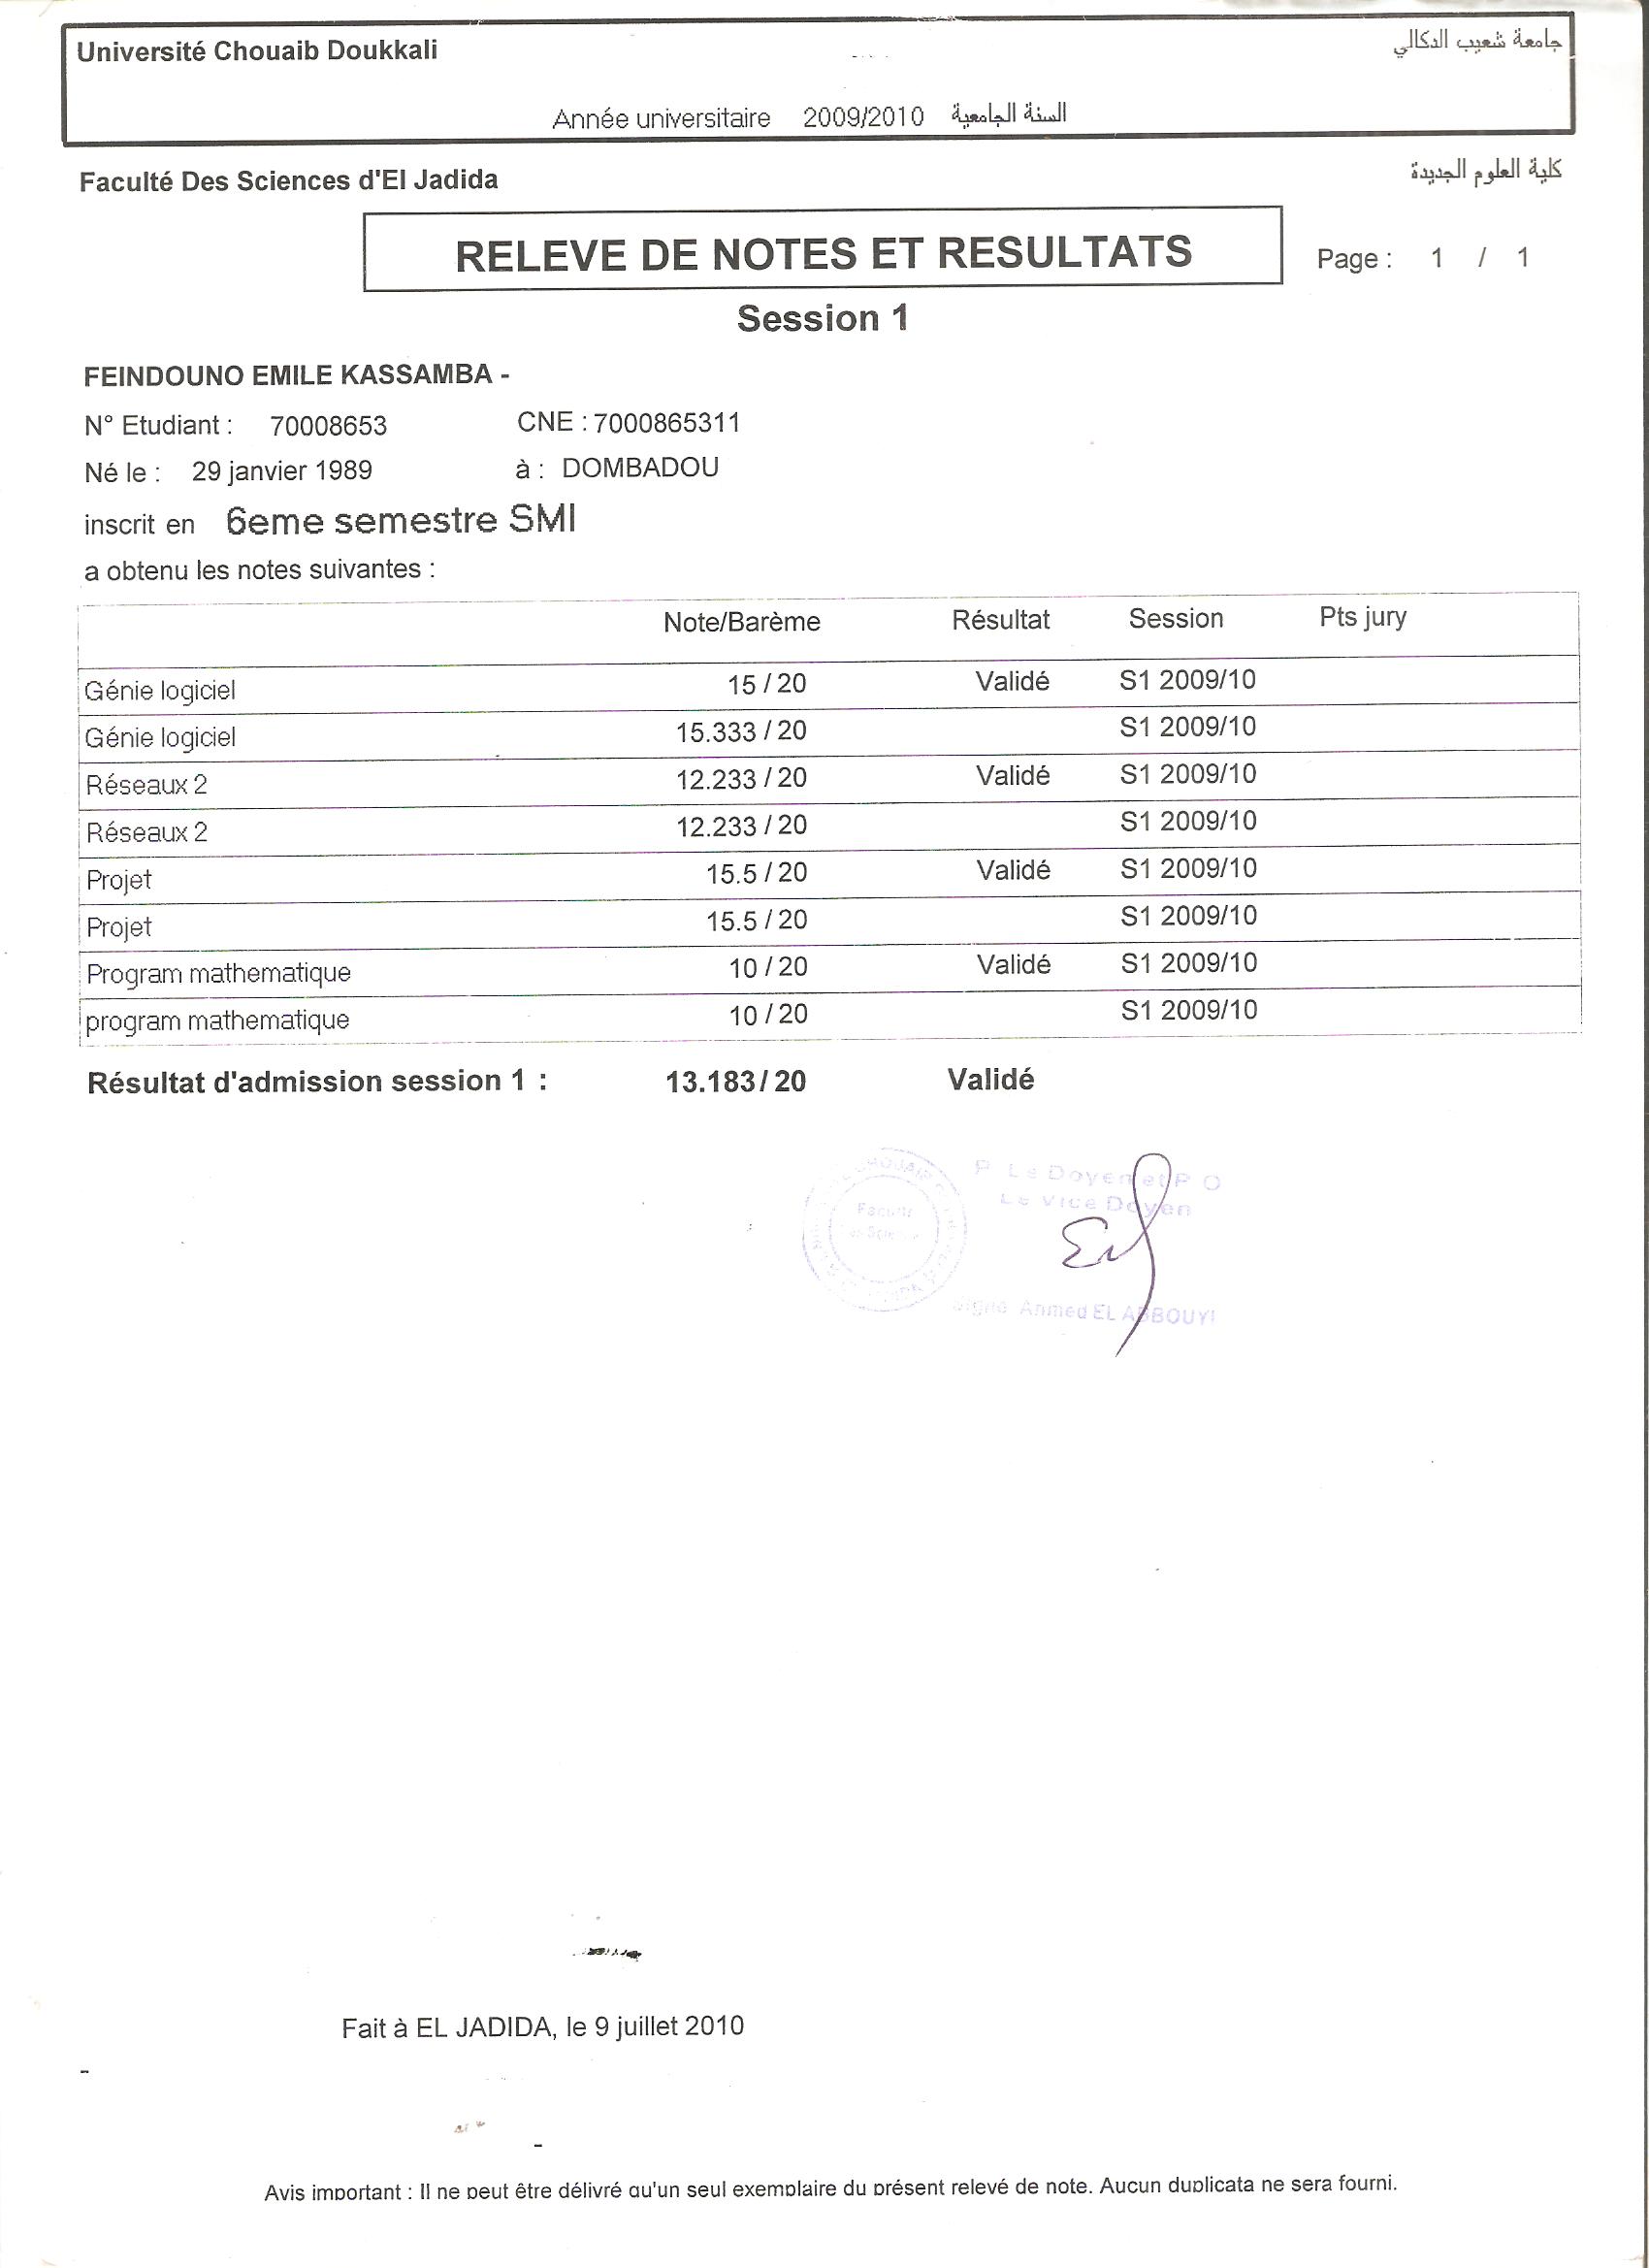 Université Chouaib Doukkali جامعة شعيب الدكالي
Année universitaire 2009/2010 السنة الجامعية
Faculté Des Sciences d'El Jadida كلية العلوم الجديدة
RELEVE DE NOTES ET RESULTATS Page : 1 / 1
Session 1
FEINDOUNO EMILE KASSAMBA -
N° Etudiant : 70008653 CNE : 7000865311
Né le : 29 janvier 1989 à : DOMBADOU
inscrit en 6eme semestre SMI
a obtenu les notes suivantes :
Note/Barème Résultat Session Pts jury
Génie logiciel 15 / 20 Validé S1 2009/10
Génie logiciel 15.333 / 20 S1 2009/10
Réseaux 2 12.233 / 20 Validé S1 2009/10
Réseaux 2 12.233 / 20 S1 2009/10
Projet 15.5 / 20 Validé S1 2009/10
Projet 15.5 / 20 S1 2009/10
Program mathematique 10 / 20 Validé S1 2009/10
program mathematique 10 / 20 S1 2009/10
Résultat d'admission session 1 : 13.183 / 20 Validé
P Le Doyen et P O
Le Vice Doyen
Faculté
Signé Ahmed EL ABBOUYI
Fait à EL JADIDA, le 9 juillet 2010
Avis important : Il ne peut être délivré qu'un seul exemplaire du présent relevé de note. Aucun duplicata ne sera fourni.